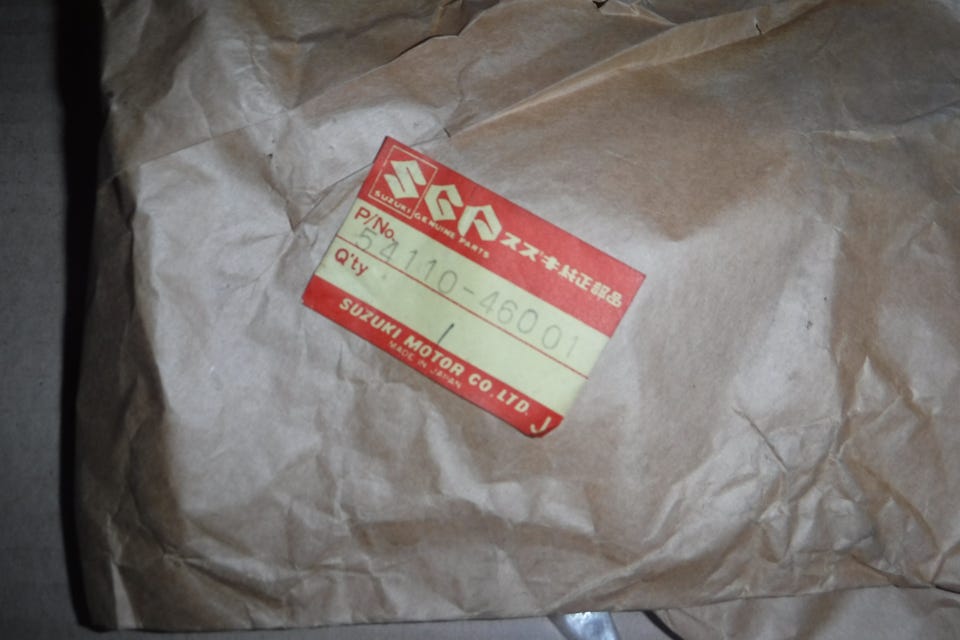 SGP スズキ純正部品
SUZUKI GENUINE PARTS
P/No. 54110-46001
Q'ty 1
SUZUKI MOTOR CO.,LTD.
MADE IN JAPAN
J